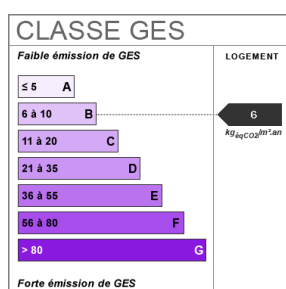 CLASSE GES
Faible émission de GES
LOGEMENT
≤ 5 A
6 à 10 B
6
kgéqCO2/m².an
11 à 20 C
21 à 35 D
36 à 55 E
56 à 80 F
> 80 G
Forte émission de GES